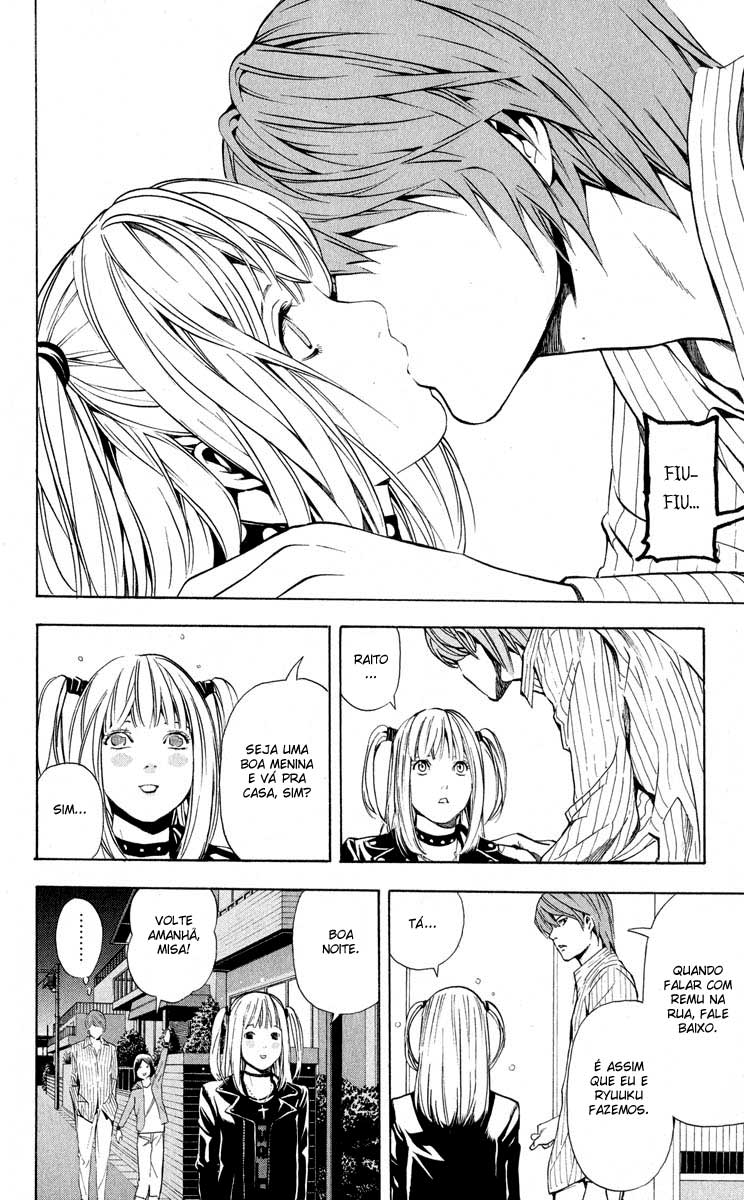 FIU-
FIU...
RAITO
...
SEJA UMA
BOA MENINA
E VÁ PRA
CASA, SIM?
SIM...
QUANDO
FALAR COM
REMU NA
RUA, FALE
BAIXO.
É ASSIM
QUE EU E
RYUUKU
FAZEMOS.
TÁ...
BOA
NOITE.
VOLTE
AMANHÃ,
MISA!
........